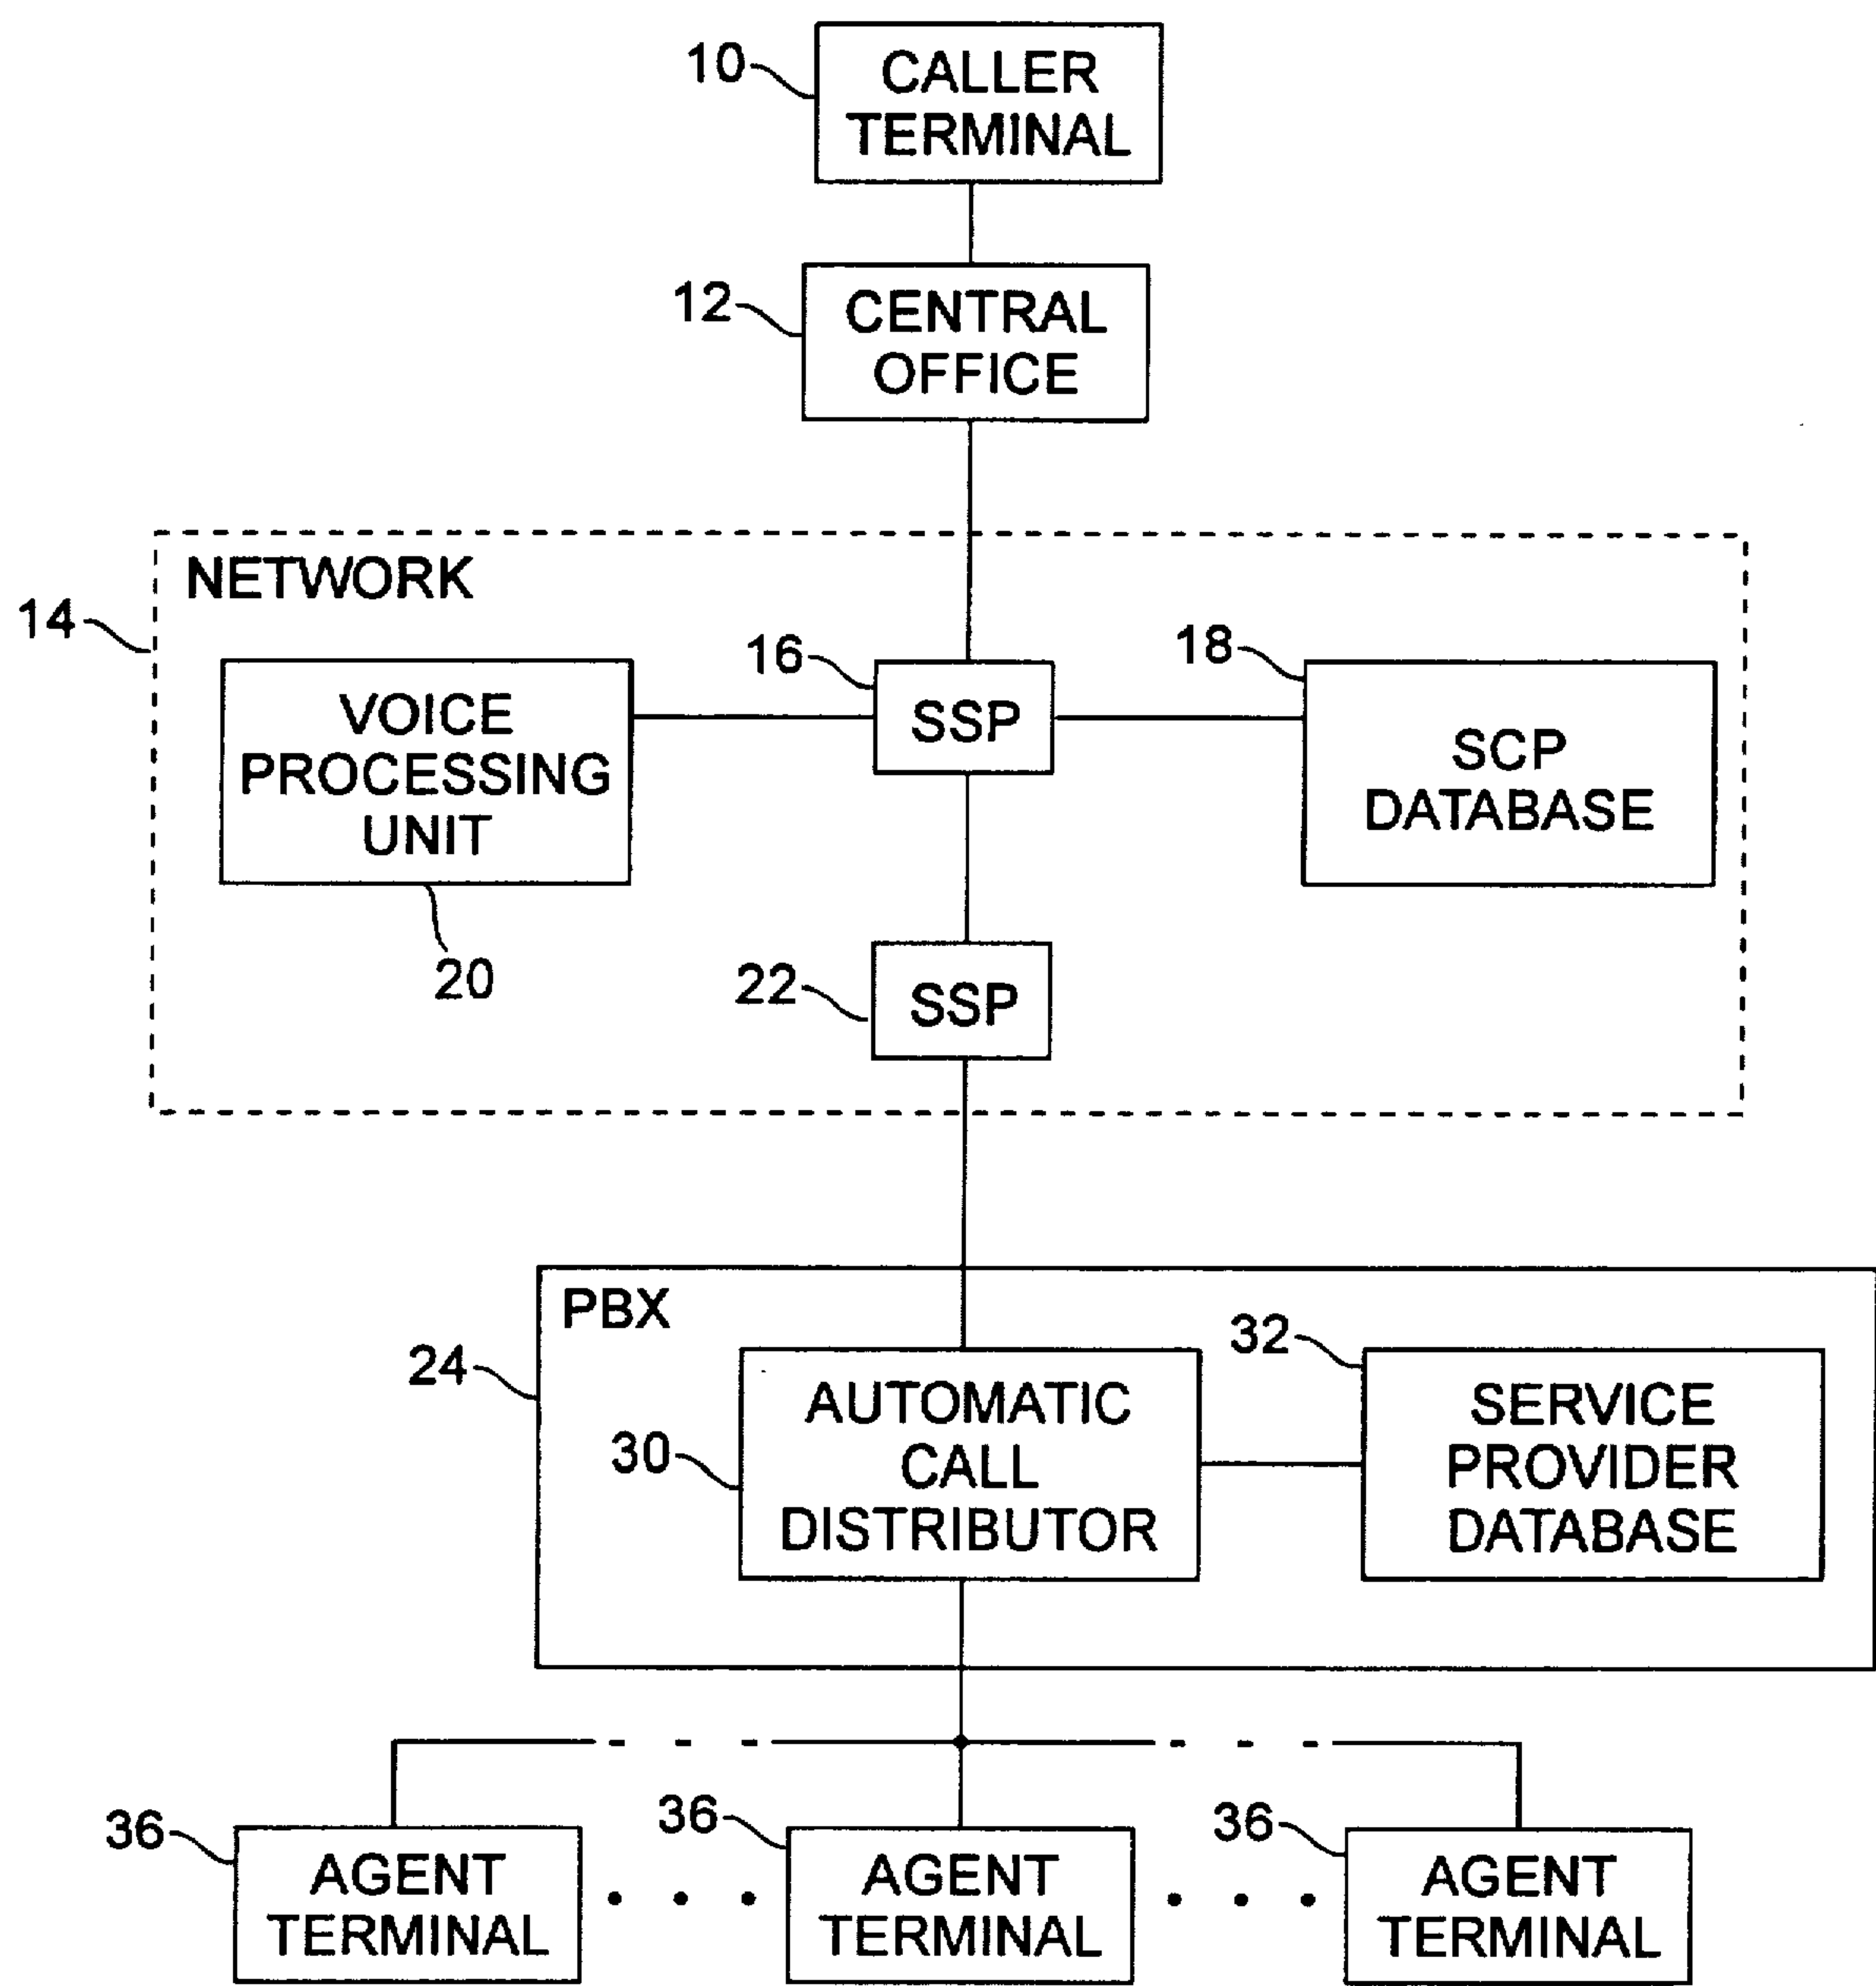 10
CALLER
TERMINAL
12
CENTRAL
OFFICE
NETWORK
14
16
18
VOICE
PROCESSING
UNIT
SSP
SCP
DATABASE
20
22
SSP
PBX
24
32
30
AUTOMATIC
CALL
DISTRIBUTOR
SERVICE
PROVIDER
DATABASE
36
AGENT
TERMINAL
36
AGENT
TERMINAL
36
AGENT
TERMINAL